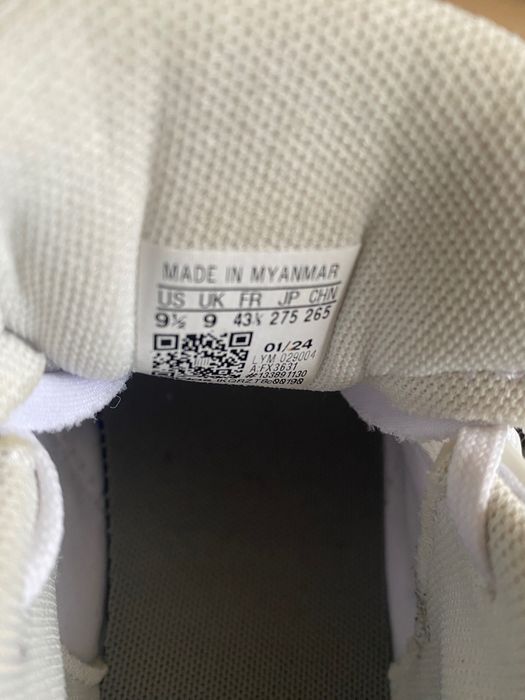 MADE IN MYANMAR
US UK FR JP CHN
9½ 9 43⅓ 275 265
01/24
LYM 029004
A.FX3631
#133891130